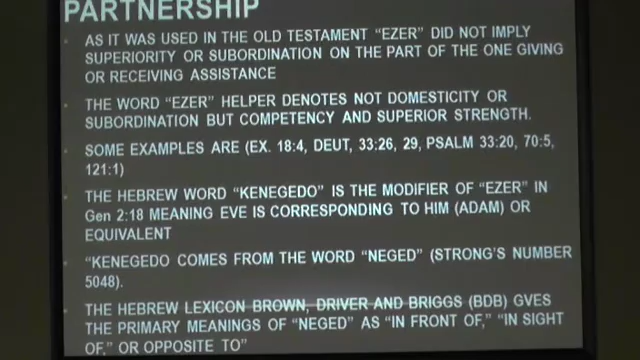 PARTNERSHIP
AS IT WAS USED IN THE OLD TESTAMENT "EZER" DID NOT IMPLY
SUPERIORITY OR SUBORDINATION ON THE PART OF THE ONE GIVING
OR RECEIVING ASSISTANCE
THE WORD "EZER" HELPER DENOTES NOT DOMESTICITY OR
SUBORDINATION BUT COMPETENCY AND SUPERIOR STRENGTH.
SOME EXAMPLES ARE (EX. 18:4, DEUT, 33:26, 29, PSALM 33:20, 70:5,
121:1)
THE HEBREW WORD "KENEGEDO" IS THE MODIFIER OF "EZER" IN
Gen 2:18 MEANING EVE IS CORRESPONDING TO HIM (ADAM) OR
EQUIVALENT
"KENEGEDO COMES FROM THE WORD "NEGED" (STRONG'S NUMBER
5048).
THE HEBREW LEXICON BROWN, DRIVER AND BRIGGS (BDB) GVES
THE PRIMARY MEANINGS OF "NEGED" AS "IN FRONT OF," "IN SIGHT
OF," OR OPPOSITE TO"